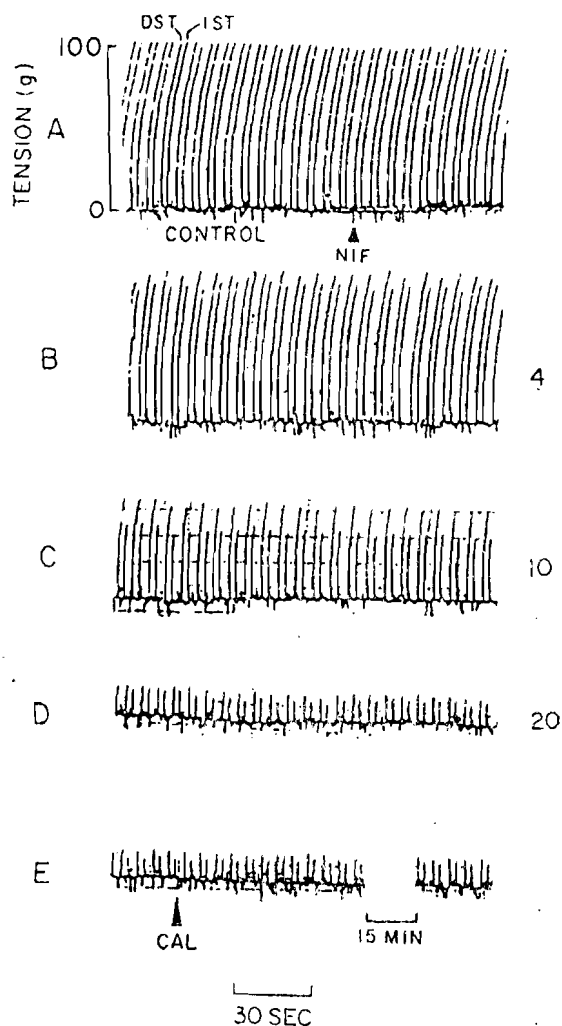 DST IST
100
TENSION (g)
A
0
CONTROL
NIF
B
4
C
10
D
20
E
CAL
15 MIN
30 SEC